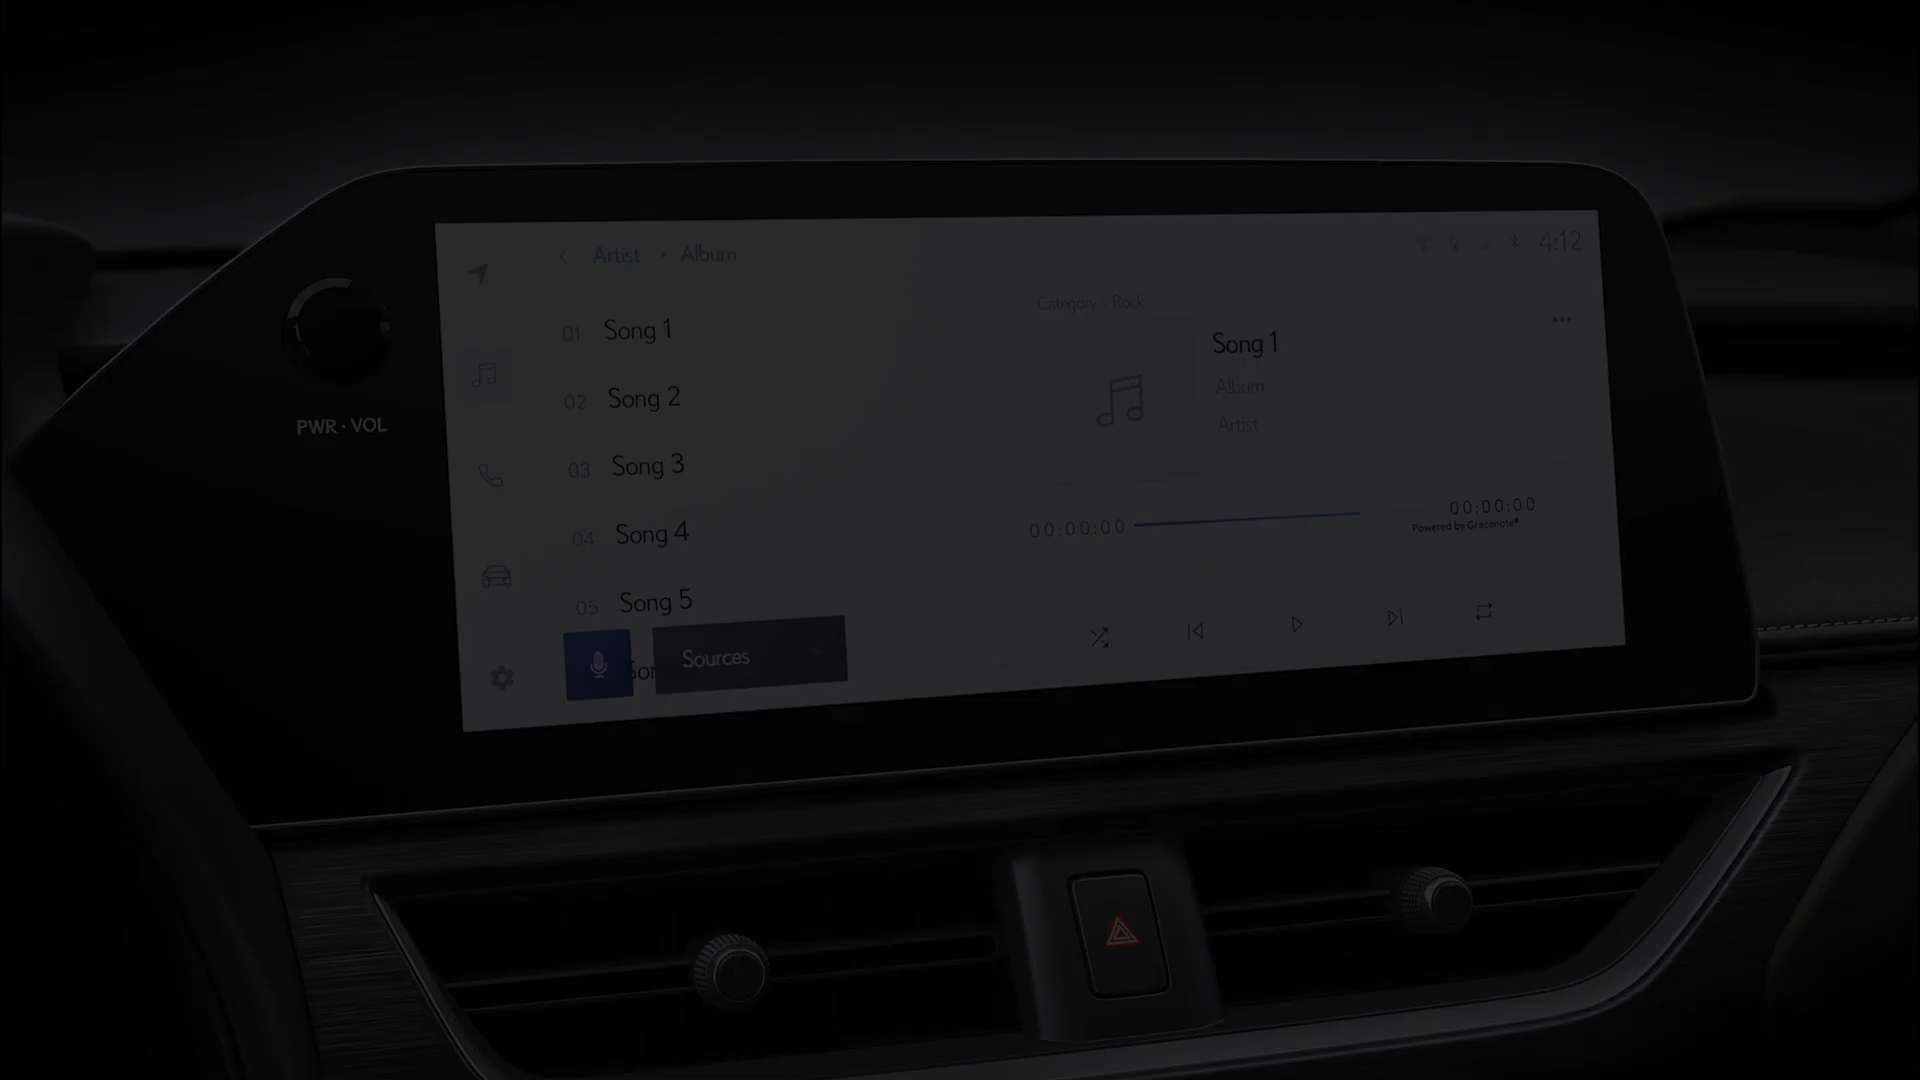 PWR · VOL
Artist • Album
4:12
01 Song 1
02 Song 2
03 Song 3
04 Song 4
05 Song 5
Son
Sources
Category : Rock
Song 1
Album
Artist
00:00:00
00:00:00
Powered by Gracenote®